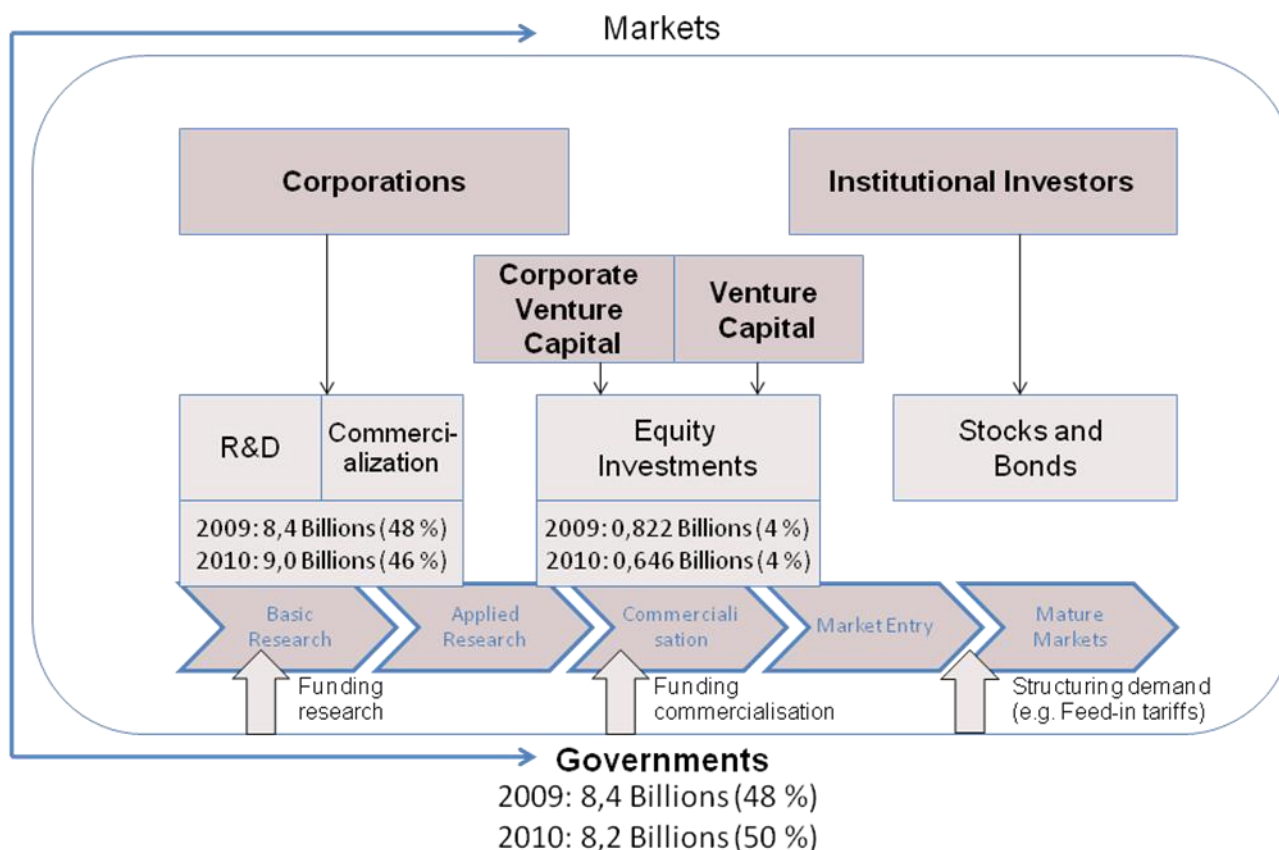 Markets
Corporations
Institutional Investors
Corporate
Venture
Capital
Venture
Capital
R&D
Commerci-
alization
2009: 8,4 Billions (48 %)
2010: 9,0 Billions (46 %)
Equity
Investments
2009: 0,822 Billions (4 %)
2010: 0,646 Billions (4 %)
Stocks and
Bonds
Basic
Research
Applied
Research
Commerciali
sation
Market Entry
Mature
Markets
Funding
research
Funding
commercialisation
Structuring demand
(e.g. Feed-in tariffs)
Governments
2009: 8,4 Billions (48 %)
2010: 8,2 Billions (50 %)